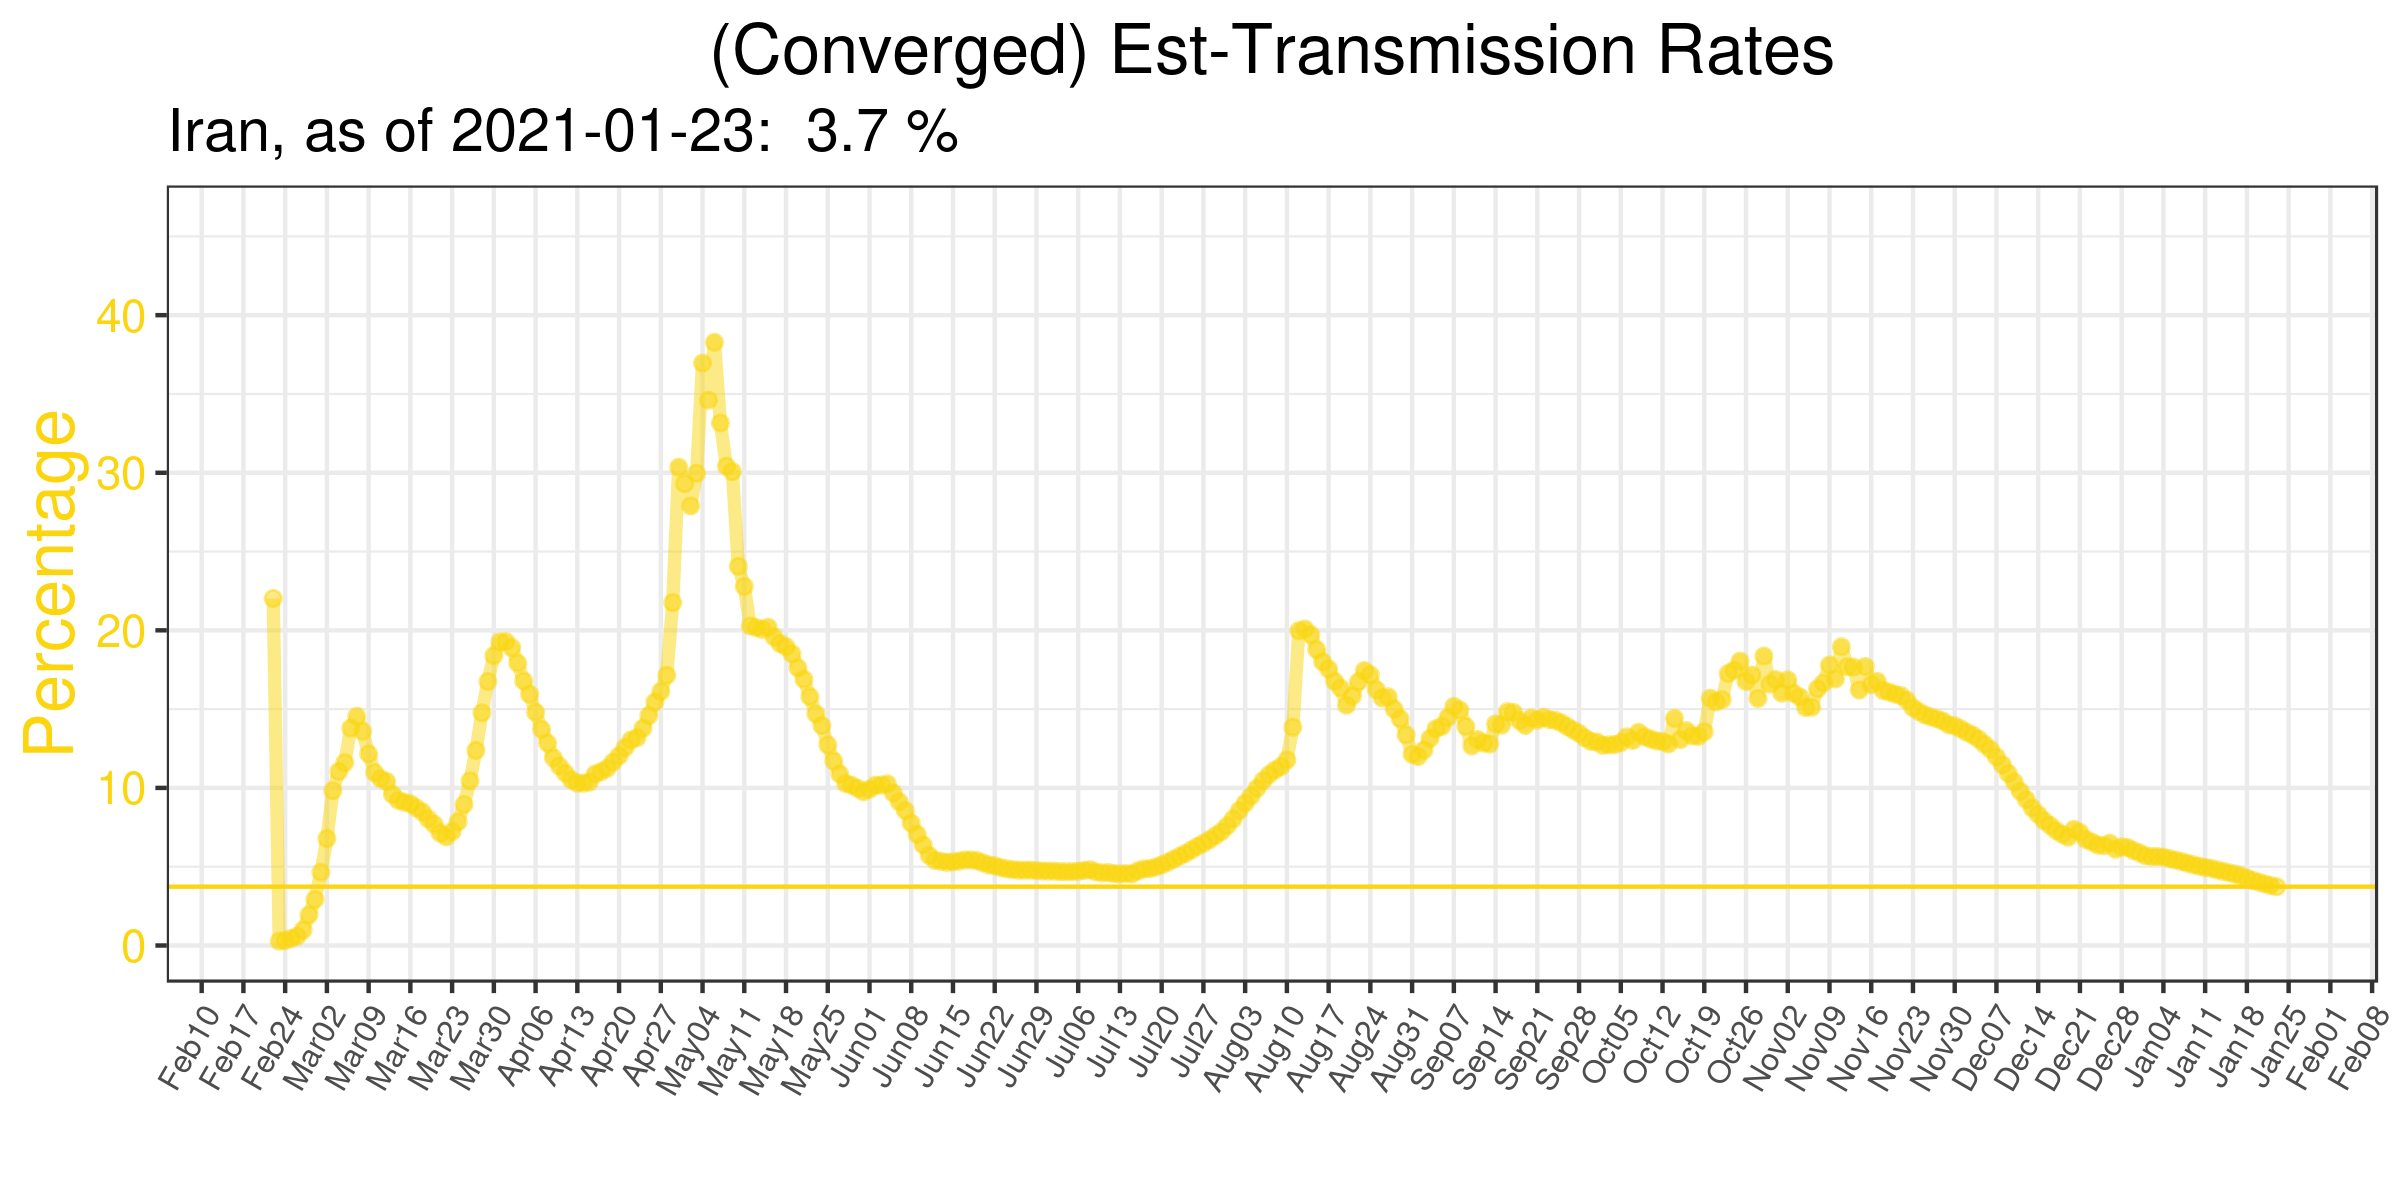 (Converged) Est-Transmission Rates
Iran, as of 2021-01-23:  3.7 %
Percentage
40
30
20
10
0
Feb10
Feb17
Feb24
Mar02
Mar09
Mar16
Mar23
Mar30
Apr06
Apr13
Apr20
Apr27
May04
May11
May18
May25
Jun01
Jun08
Jun15
Jun22
Jun29
Jul06
Jul13
Jul20
Jul27
Aug03
Aug10
Aug17
Aug24
Aug31
Sep07
Sep14
Sep21
Sep28
Oct05
Oct12
Oct19
Oct26
Nov02
Nov09
Nov16
Nov23
Nov30
Dec07
Dec14
Dec21
Dec28
Jan04
Jan11
Jan18
Jan25
Feb01
Feb08